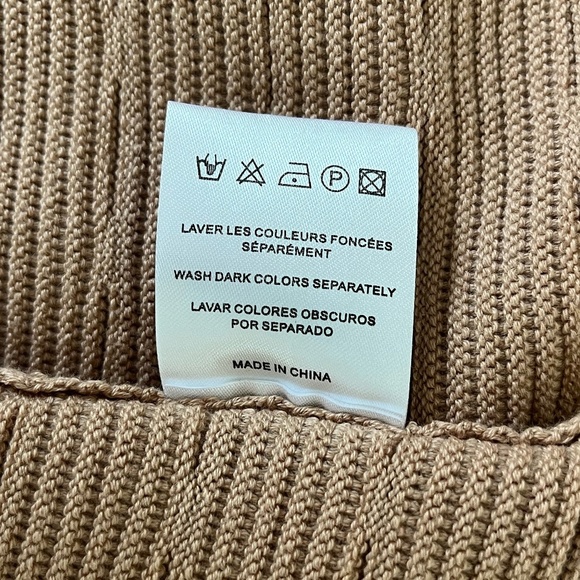 P
LAVER LES COULEURS FONCÉES
SÉPARÉMENT
WASH DARK COLORS SEPARATELY
LAVAR COLORES OBSCUROS
POR SEPARADO
MADE IN CHINA